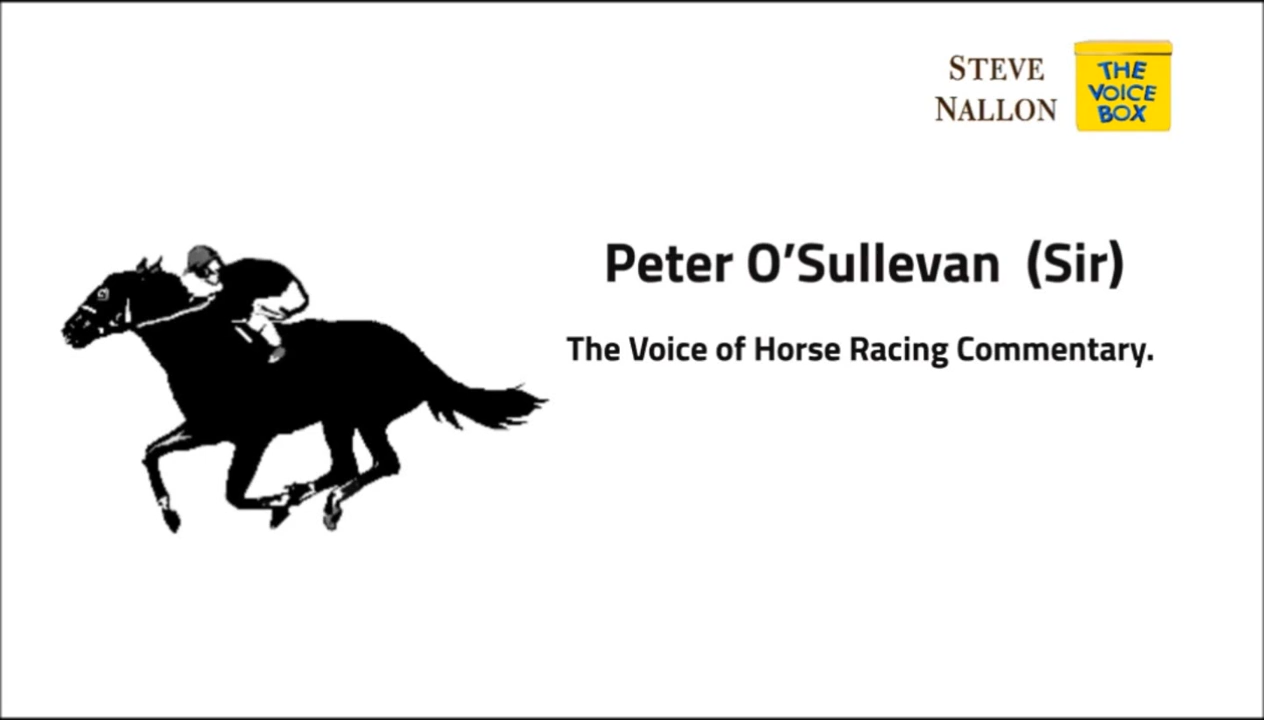 STEVE
NALLON
THE
VOICE
BOX
Peter O'Sullevan (Sir)
The Voice of Horse Racing Commentary.